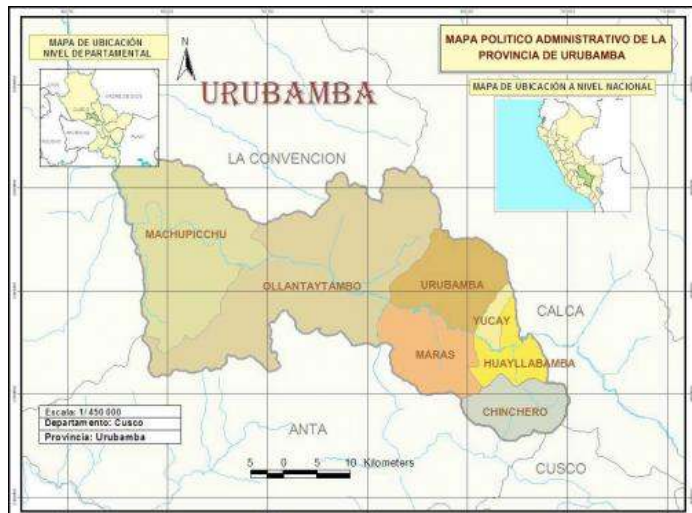 MAPA DE UBICACIÓN
NIVEL DEPARTAMENTAL
N
MAPA POLITICO ADMINISTRATIVO DE LA
PROVINCIA DE URUBAMBA
URUBAMBA
MAPA DE UBICACIÓN A NIVEL NACIONAL
LA CONVENCION
MACHUPICCHU
OLLANTAYTAMBO
URUBAMBA
CALCA
YUCAY
MARAS
HUAYLLABAMBA
CHINCHERO
ANTA
CUSCO
Escala: 1/ 450 000
Departamento: Cusco
Provincia: Urubamba
5 0 5 10 Kilometers